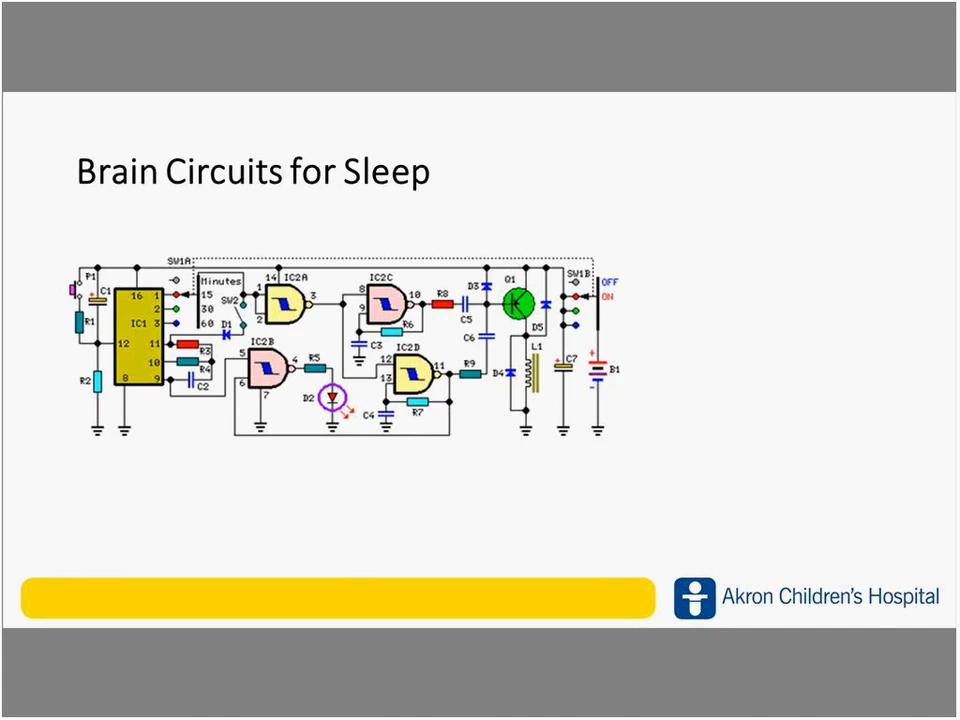 Brain Circuits for Sleep
SW1A
P1
C1
16
1
2
3
IC1
12
11
10
9
8
R1
R2
Minutes
15
30
60
SW2
D1
R3
R4
C2
14
IC2A
1
2
3
IC2B
5
6
4
7
R5
D2
IC2C
8
9
10
R6
C3
R8
C5
IC2D
12
13
11
C4
R7
R9
C6
D3
Q1
D5
D4
L1
SW1B
OFF
ON
C7
+
B1
-
Akron Children's Hospital